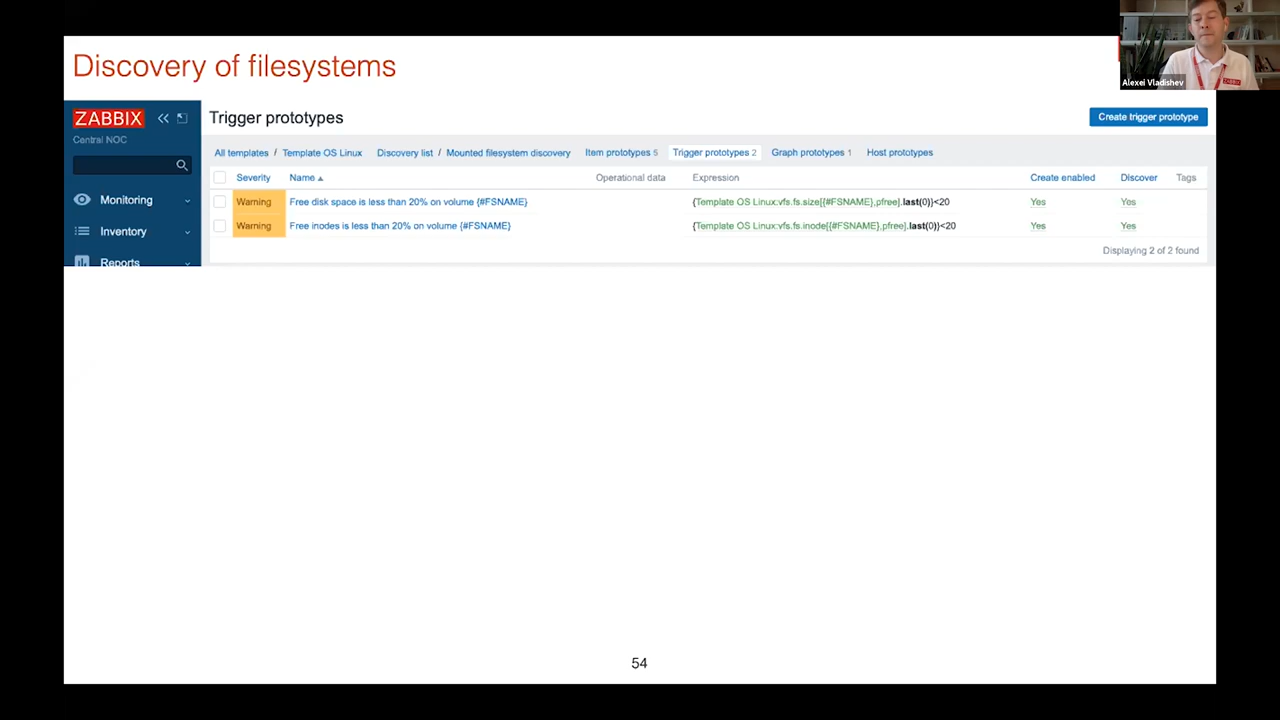 Discovery of filesystems
Alexei Vladishev
ZABBIX
Central NOC
Monitoring
Inventory
Reports
Trigger prototypes
Create trigger prototype
All templates / Template OS Linux Discovery list / Mounted filesystem discovery Item prototypes 5 Trigger prototypes 2 Graph prototypes 1 Host prototypes
Severity Name Operational data Expression Create enabled Discover Tags
Warning Free disk space is less than 20% on volume {#FSNAME} {Template OS Linux:vfs.fs.size[{#FSNAME},pfree].last(0)}<20 Yes Yes
Warning Free inodes is less than 20% on volume {#FSNAME} {Template OS Linux:vfs.fs.inode[{#FSNAME},pfree].last(0)}<20 Yes Yes
Displaying 2 of 2 found
54